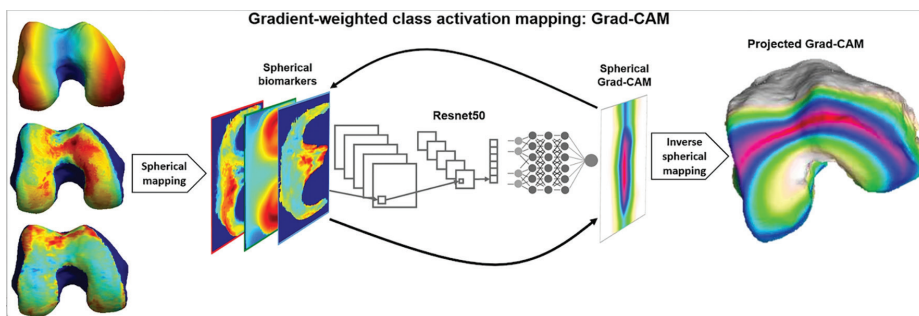 Gradient-weighted class activation mapping: Grad-CAM
Spherical
mapping
Spherical
biomarkers
Resnet50
Spherical
Grad-CAM
Inverse
spherical
mapping
Projected Grad-CAM